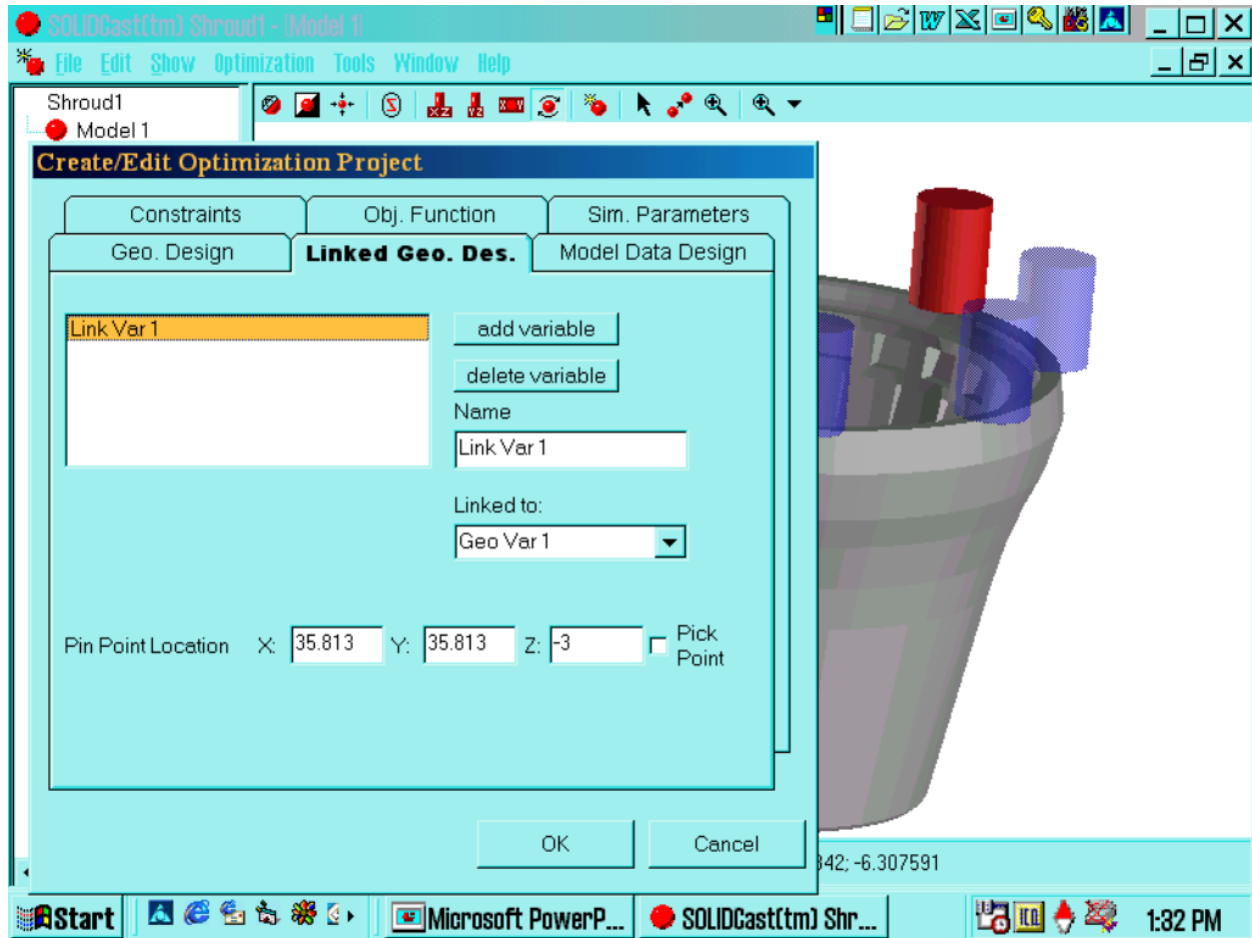 SOLIDCast(tm) Shroud1 - [Model 1]
File Edit Show Optimization Tools Window Help
Shroud1
Model 1
Create/Edit Optimization Project
Constraints Obj. Function Sim. Parameters
Geo. Design Linked Geo. Des. Model Data Design
Link Var 1
add variable
delete variable
Name
Link Var 1
Linked to:
Geo Var 1
Pin Point Location X: 35.813 Y: 35.813 Z: -3 Pick Point
OK Cancel
342; -6.307591
Start Microsoft PowerP... SOLIDCast(tm) Shr... 1:32 PM